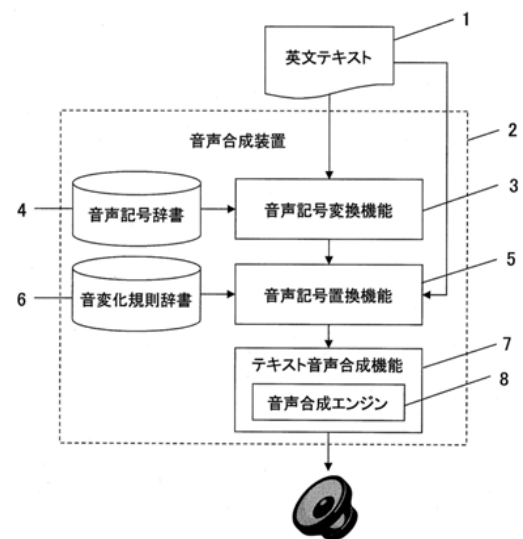 1
英文テキスト
2
音声合成装置
3
音声記号変換機能
4
音声記号辞書
5
音声記号置換機能
6
音変化規則辞書
7
テキスト音声合成機能
8
音声合成エンジン